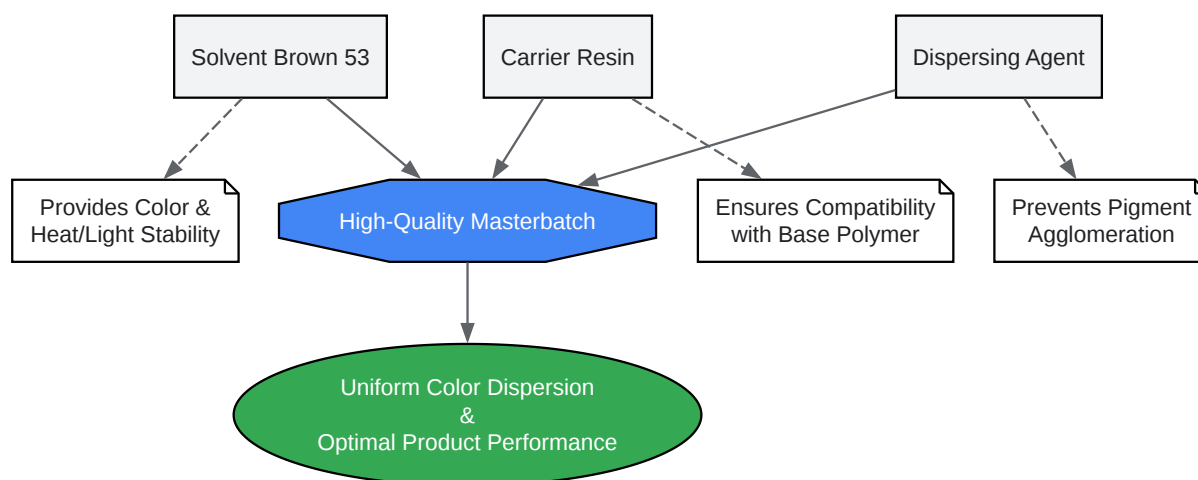 Solvent Brown 53
Carrier Resin
Dispersing Agent
Provides Color &
Heat/Light Stability
High-Quality Masterbatch
Ensures Compatibility
with Base Polymer
Prevents Pigment
Agglomeration
Uniform Color Dispersion
&
Optimal Product Performance